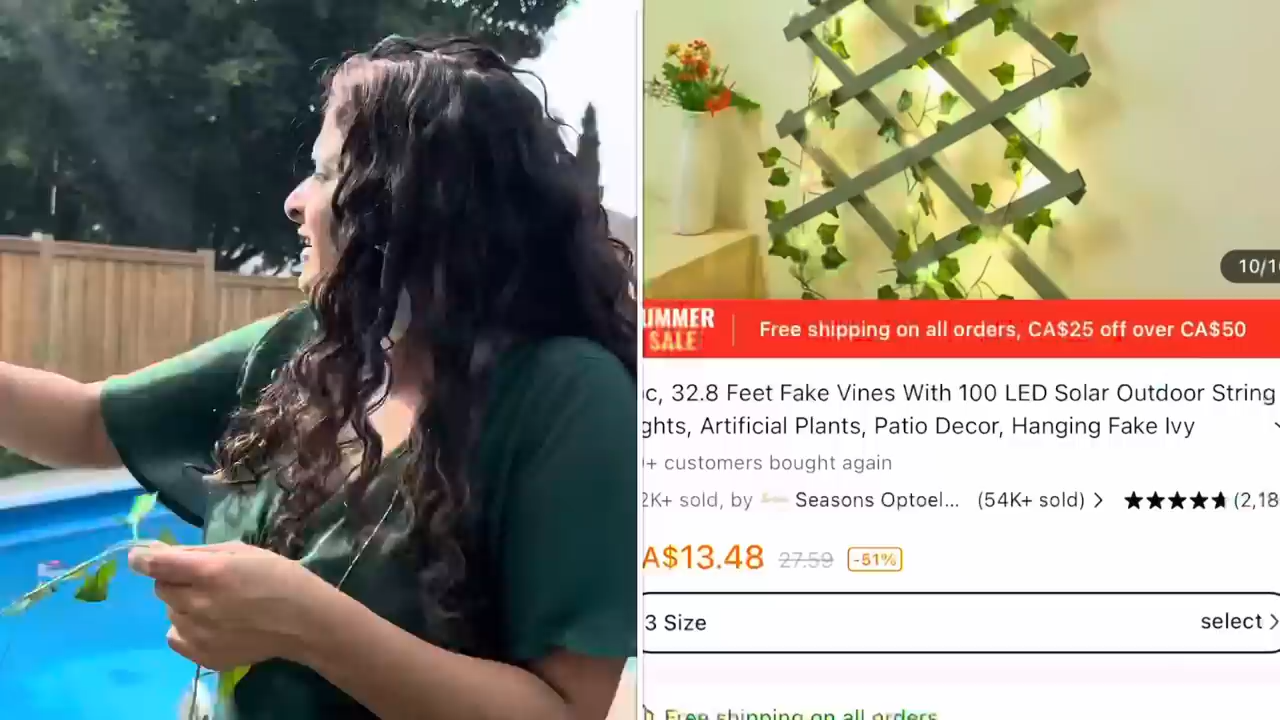 10/1
UMMER
SALE
Free shipping on all orders, CA$25 off over CA$50
c, 32.8 Feet Fake Vines With 100 LED Solar Outdoor String
ghts, Artificial Plants, Patio Decor, Hanging Fake Ivy
+ customers bought again
2K+ sold, by Seasons Optoel... (54K+ sold) (2,18
A$13.48 27.59 -51%
3 Size select
Free shipping on all orders